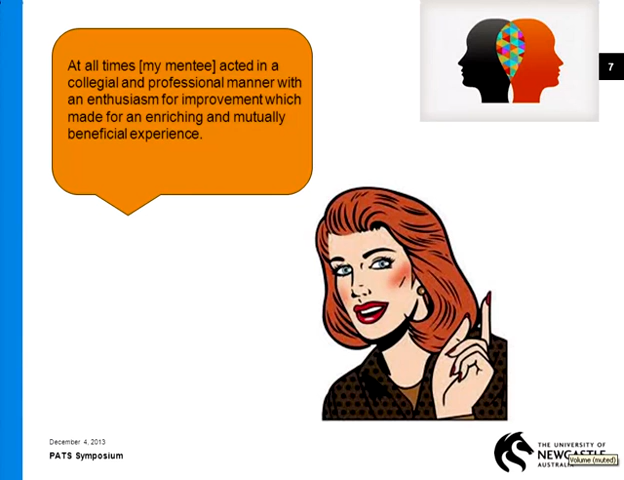 At all times [my mentee] acted in a
collegial and professional manner with
an enthusiasm for improvement which
made for an enriching and mutually
beneficial experience.
7
December. 4, 2013
PATS Symposium
THE UNIVERSITY OF
NEWCASTLE
AUSTRALIA
Volume (muted)